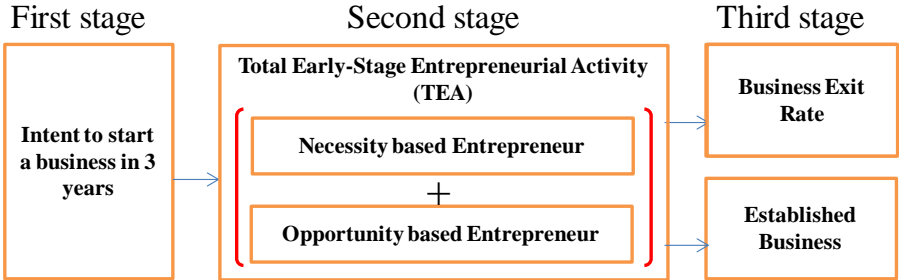 First stage
Second stage
Third stage
Intent to start
a business in 3
years
Total Early-Stage Entrepreneurial Activity
(TEA)
Necessity based Entrepreneur
+
Opportunity based Entrepreneur
Business Exit
Rate
Established
Business